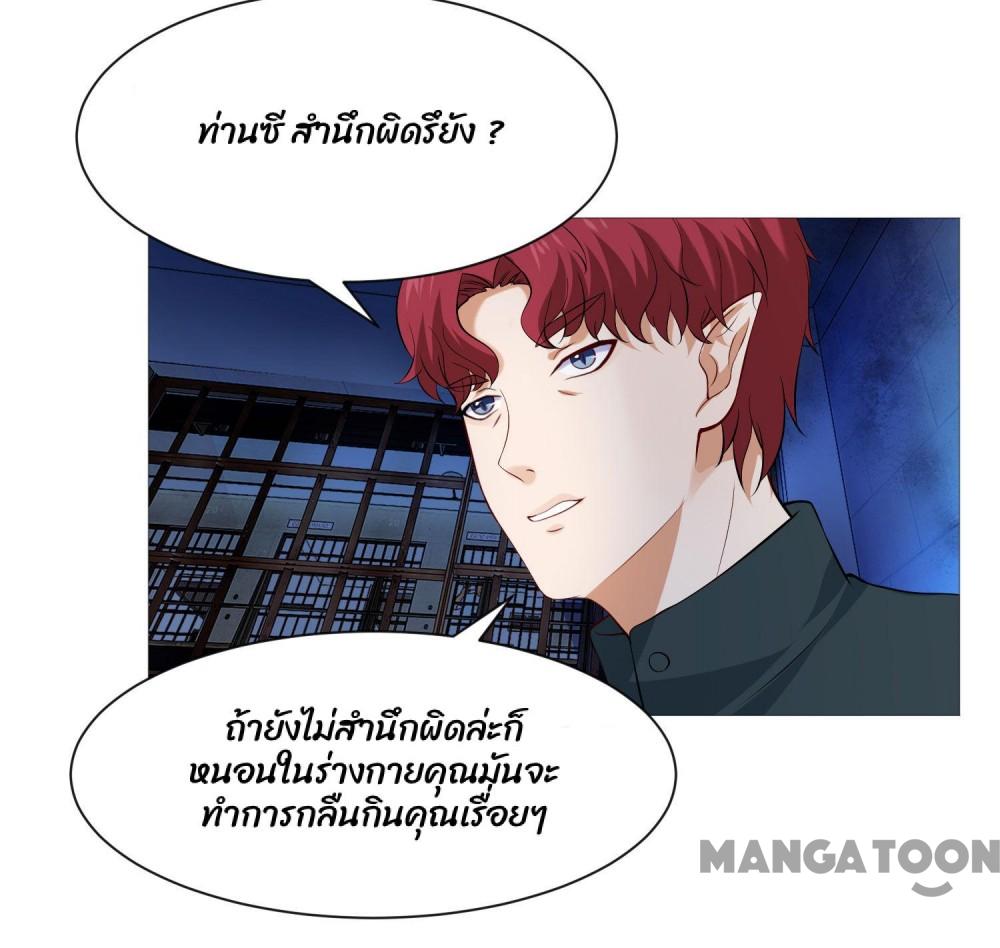 ท่านซี สำนึกผิดรึยัง ?
ถ้ายังไม่สำนึกผิดล่ะก็
หนอนในร่างกายคุณมันจะ
ทำการกลืนกินคุณเรื่อยๆ
MANGATOON